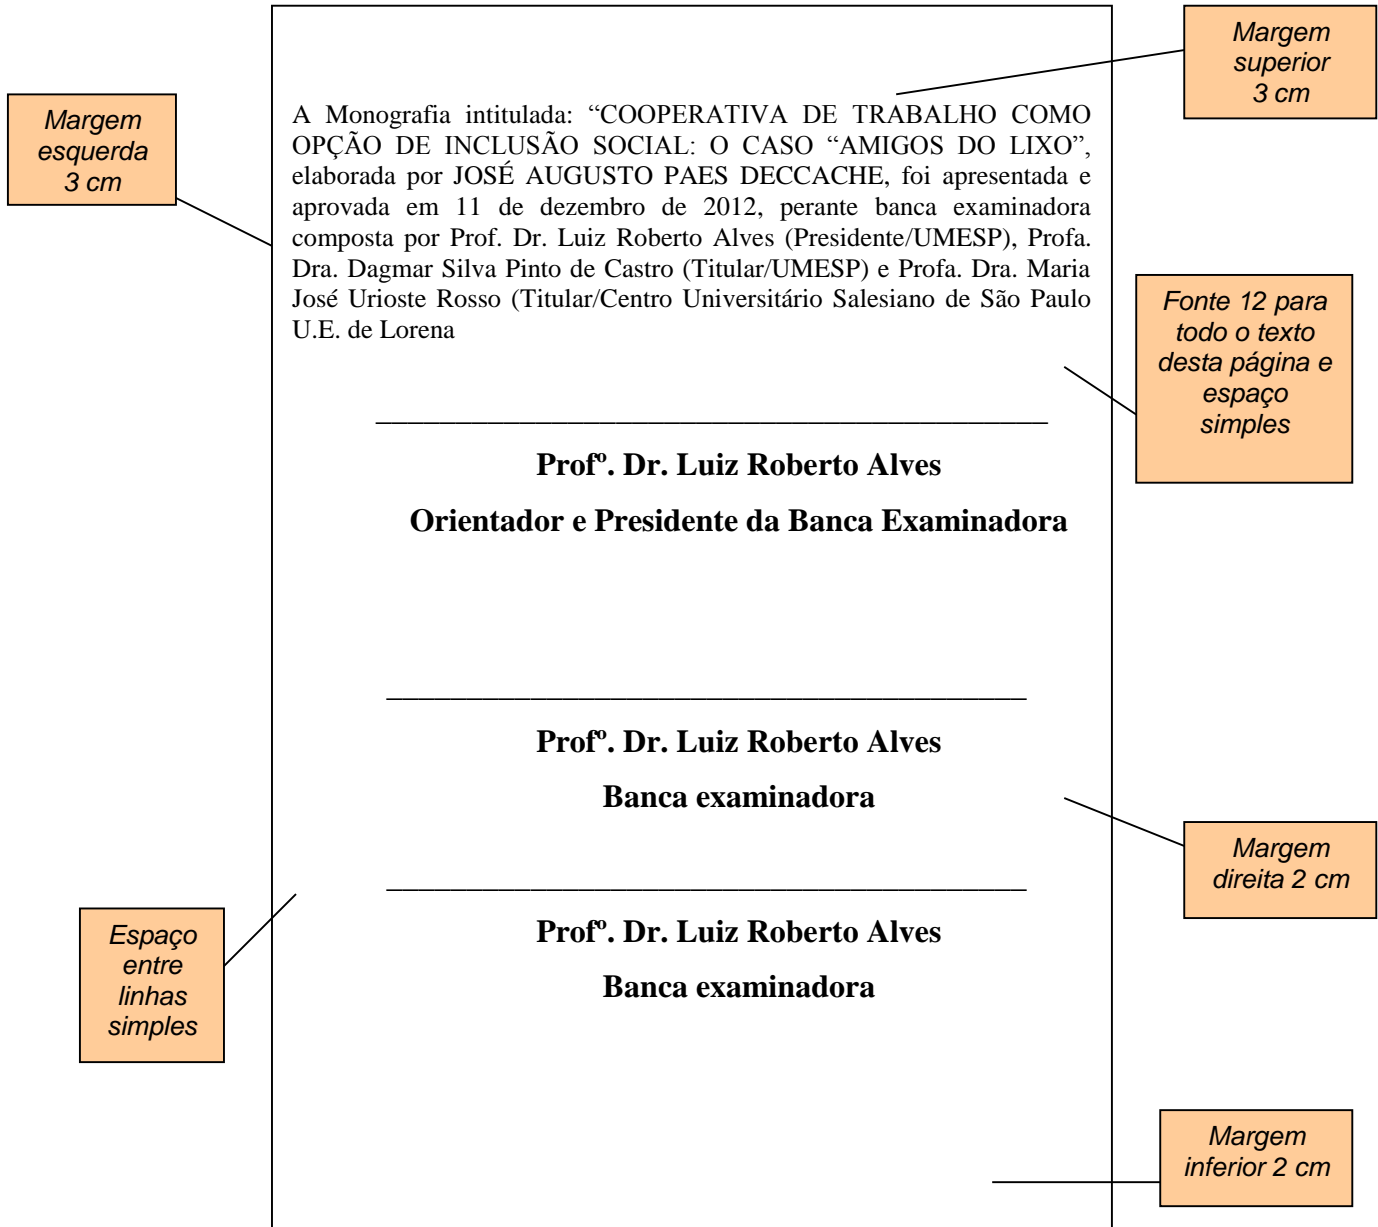 Margem
superior
3 cm
Margem
esquerda
3 cm
A Monografia intitulada: “COOPERATIVA DE TRABALHO COMO
OPÇÃO DE INCLUSÃO SOCIAL: O CASO “AMIGOS DO LIXO”,
elaborada por JOSÉ AUGUSTO PAES DECCACHE, foi apresentada e
aprovada em 11 de dezembro de 2012, perante banca examinadora
composta por Prof. Dr. Luiz Roberto Alves (Presidente/UMESP), Profa.
Dra. Dagmar Silva Pinto de Castro (Titular/UMESP) e Profa. Dra. Maria
José Urioste Rosso (Titular/Centro Universitário Salesiano de São Paulo
U.E. de Lorena
Fonte 12 para
todo o texto
desta página e
espaço
simples
Profº. Dr. Luiz Roberto Alves
Orientador e Presidente da Banca Examinadora
Profº. Dr. Luiz Roberto Alves
Banca examinadora
Margem
direita 2 cm
Espaço
entre
linhas
simples
Profº. Dr. Luiz Roberto Alves
Banca examinadora
Margem
inferior 2 cm